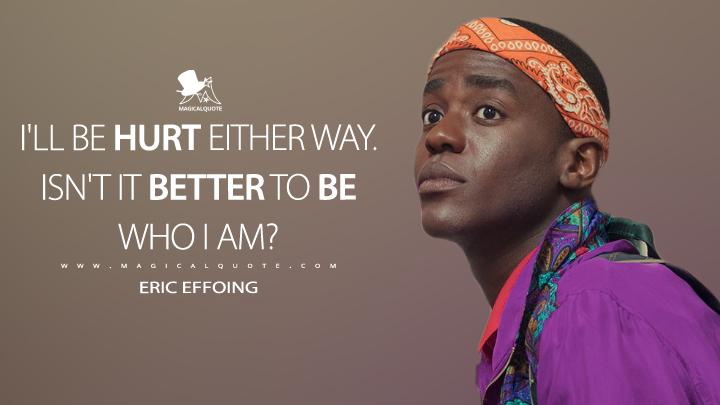 MAGICALQUOTE
I'LL BE HURT EITHER WAY.
ISN'T IT BETTER TO BE
WHO I AM?
WWW.MAGICALQUOTE.COM
ERIC EFFOING